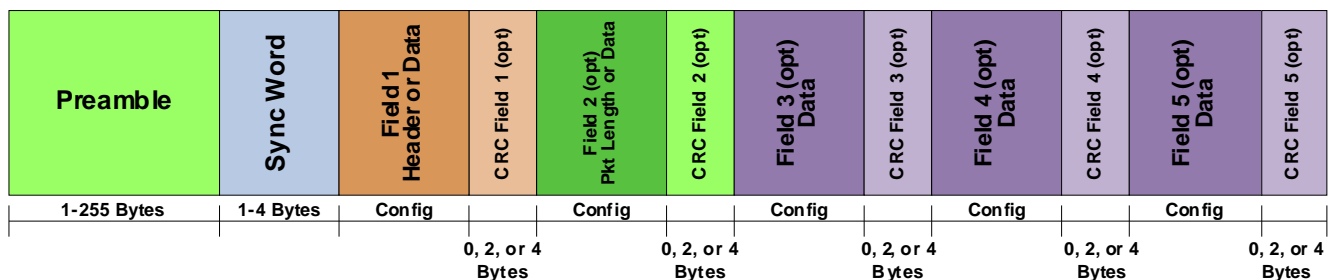 Preamble
Sync Word
Field 1
Header or Data
CRC Field 1 (opt)
Field 2 (opt)
Pkt Length or Data
CRC Field 2 (opt)
Field 3 (opt)
Data
CRC Field 3 (opt)
Field 4 (opt)
Data
CRC Field 4 (opt)
Field 5 (opt)
Data
CRC Field 5 (opt)
1-255 Bytes
1-4 Bytes
Config
Config
Config
Config
Config
0, 2, or 4
Bytes
0, 2, or 4
Bytes
0, 2, or 4
Bytes
0, 2, or 4
Bytes
0, 2, or 4
Bytes